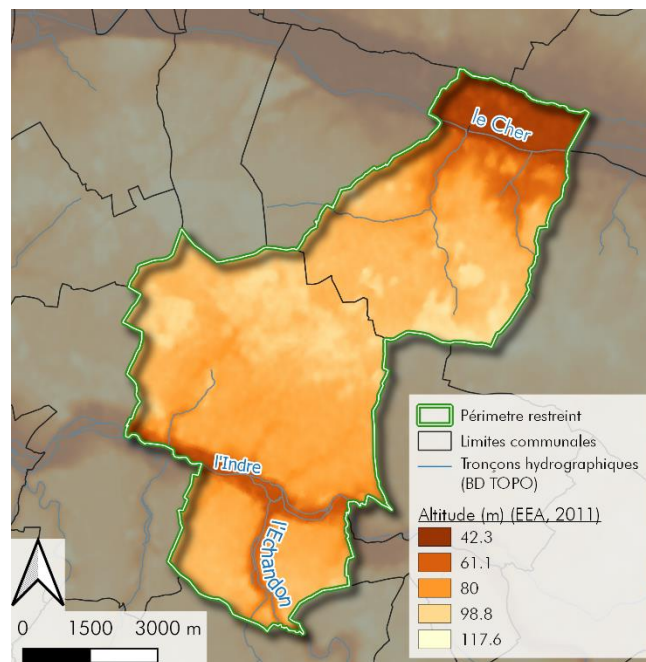 le Cher
l'Indre
l'Echandon
Périmetre restreint
Limites communales
Tronçons hydrographiques
(BD TOPO)
Altitude (m) (EEA, 2011)
42.3
61.1
80
98.8
117.6
0 1500 3000 m